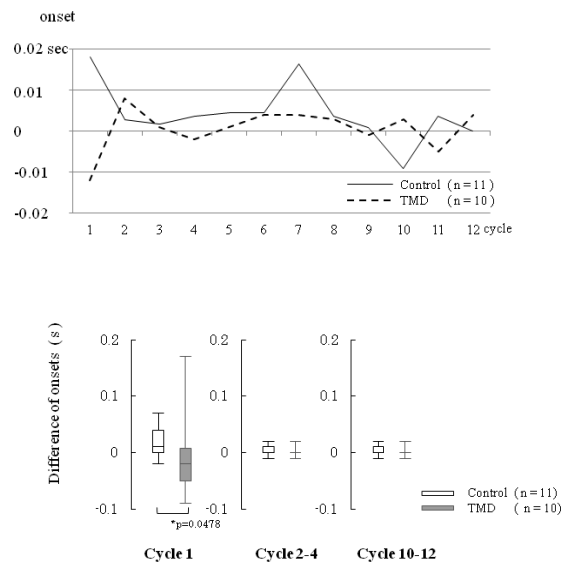 onset
0.02 sec
0.01
0
-0.01
-0.02
Control ( n = 11 )
TMD ( n = 10 )
1 2 3 4 5 6 7 8 9 10 11 12 cycle
Difference of onsets ( s )
0.2 0.2 0.2
0.1 0.1 0.1
0 0 0
-0.1 -0.1 -0.1
*p=0.0478
Control ( n = 11 )
TMD ( n = 10 )
Cycle 1 Cycle 2-4 Cycle 10-12